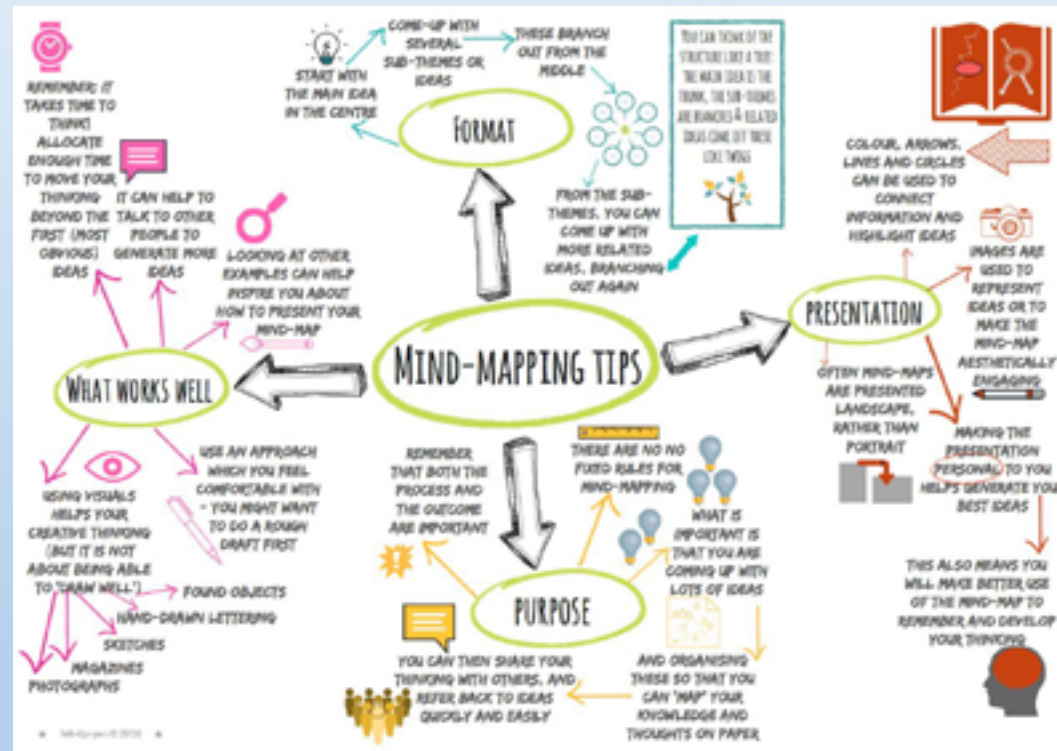 MIND-MAPPING TIPS
FORMAT
START WITH
THE MAIN IDEA
IN THE CENTRE
COME-UP WITH
SEVERAL
SUB-THEMES OR
IDEAS
THESE BRANCH
OUT FROM THE
MIDDLE
FROM THE SUB-
THEMES, YOU CAN
COME UP WITH
MORE RELATED
IDEAS, BRANCHING
OUT AGAIN
YOU CAN THINK OF THE
STRUCTURE LIKE A TREE:
THE MAIN IDEA IS THE
TRUNK, THE SUB-THEMES
ARE BRANCHES & RELATED
IDEAS COME OFF THESE
LIKE TWIGS
PRESENTATION
COLOUR, ARROWS,
LINES AND CIRCLES
CAN BE USED TO
CONNECT
INFORMATION AND
HIGHLIGHT IDEAS
IMAGES ARE
USED TO
REPRESENT
IDEAS OR TO
MAKE THE
MIND-MAP
AESTHETICALLY
ENGAGING
OFTEN MIND-MAPS
ARE PRESENTED
LANDSCAPE,
RATHER THAN
PORTRAIT
MAKING THE
PRESENTATION
PERSONAL TO YOU
HELPS GENERATE YOUR
BEST IDEAS
THIS ALSO MEANS YOU
WILL MAKE BETTER USE
OF THE MIND-MAP TO
REMEMBER AND DEVELOP
YOUR THINKING
PURPOSE
REMEMBER
THAT BOTH THE
PROCESS AND
THE OUTCOME
ARE IMPORTANT
THERE ARE NO NO
FIXED RULES FOR
MIND-MAPPING
WHAT IS
IMPORTANT IS
THAT YOU ARE
COMING UP WITH
LOTS OF IDEAS
AND ORGANISING
THESE SO THAT YOU
CAN 'MAP' YOUR
KNOWLEDGE AND
THOUGHTS ON PAPER
YOU CAN THEN SHARE YOUR
THINKING WITH OTHERS, AND
REFER BACK TO IDEAS
QUICKLY AND EASILY
WHAT WORKS WELL
REMEMBER: IT
TAKES TIME TO
THINK!
ALLOCATE
ENOUGH TIME
TO MOVE YOUR
THINKING
BEYOND THE
FIRST (MOST
OBVIOUS)
IDEAS
IT CAN HELP TO
TALK TO OTHER
PEOPLE TO
GENERATE MORE
IDEAS
LOOKING AT OTHER
EXAMPLES CAN HELP
INSPIRE YOU ABOUT
HOW TO PRESENT YOUR
MIND-MAP
USE AN APPROACH
WHICH YOU FEEL
COMFORTABLE WITH
- YOU MIGHT WANT
TO DO A ROUGH
DRAFT FIRST
USING VISUALS
HELPS YOUR
CREATIVE THINKING
(BUT IT IS NOT
ABOUT BEING ABLE
TO 'DRAW WELL')
FOUND OBJECTS
HAND-DRAWN LETTERING
SKETCHES
MAGAZINES
PHOTOGRAPHS